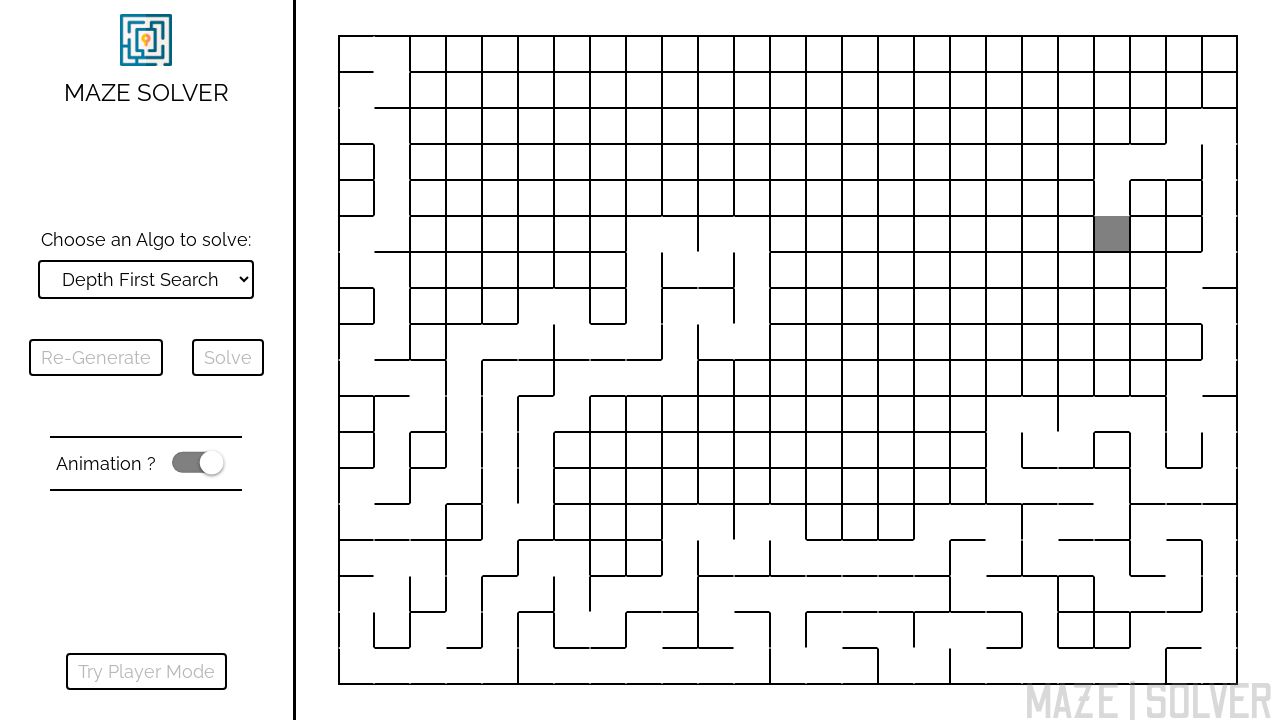 MAZE SOLVER
Choose an Algo to solve:
Depth First Search
Re-Generate
Solve
Animation ?
Try Player Mode
MAZE | SOLVER